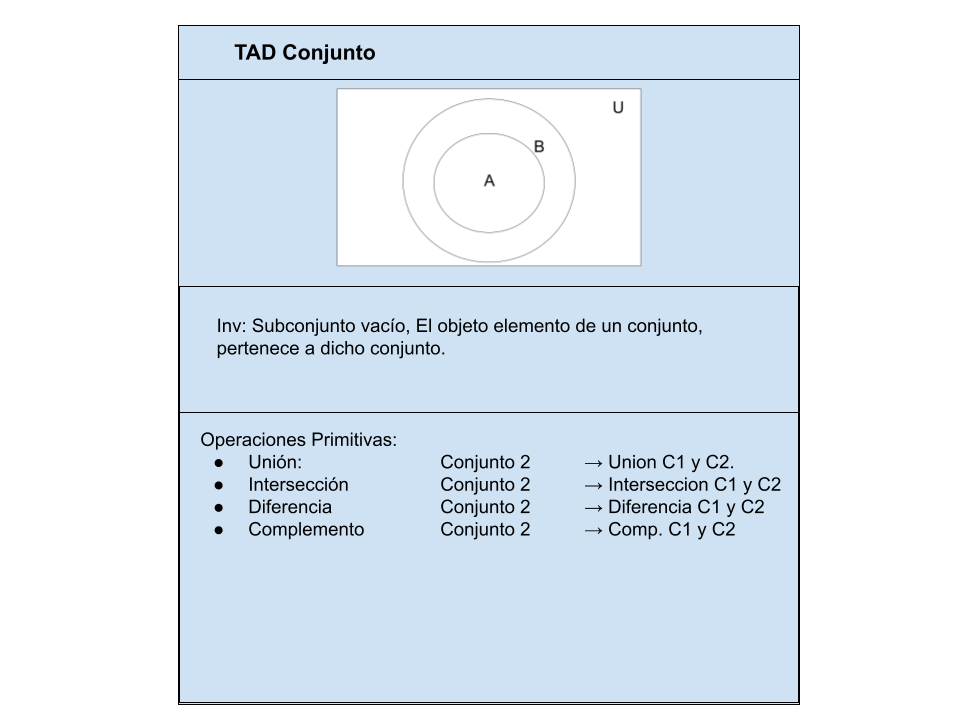 TAD Conjunto
U
B
A
Inv: Subconjunto vacío, El objeto elemento de un conjunto,
pertenece a dicho conjunto.
Operaciones Primitivas:
● Unión: Conjunto 2 → Union C1 y C2.
● Intersección Conjunto 2 → Interseccion C1 y C2
● Diferencia Conjunto 2 → Diferencia C1 y C2
● Complemento Conjunto 2 → Comp. C1 y C2